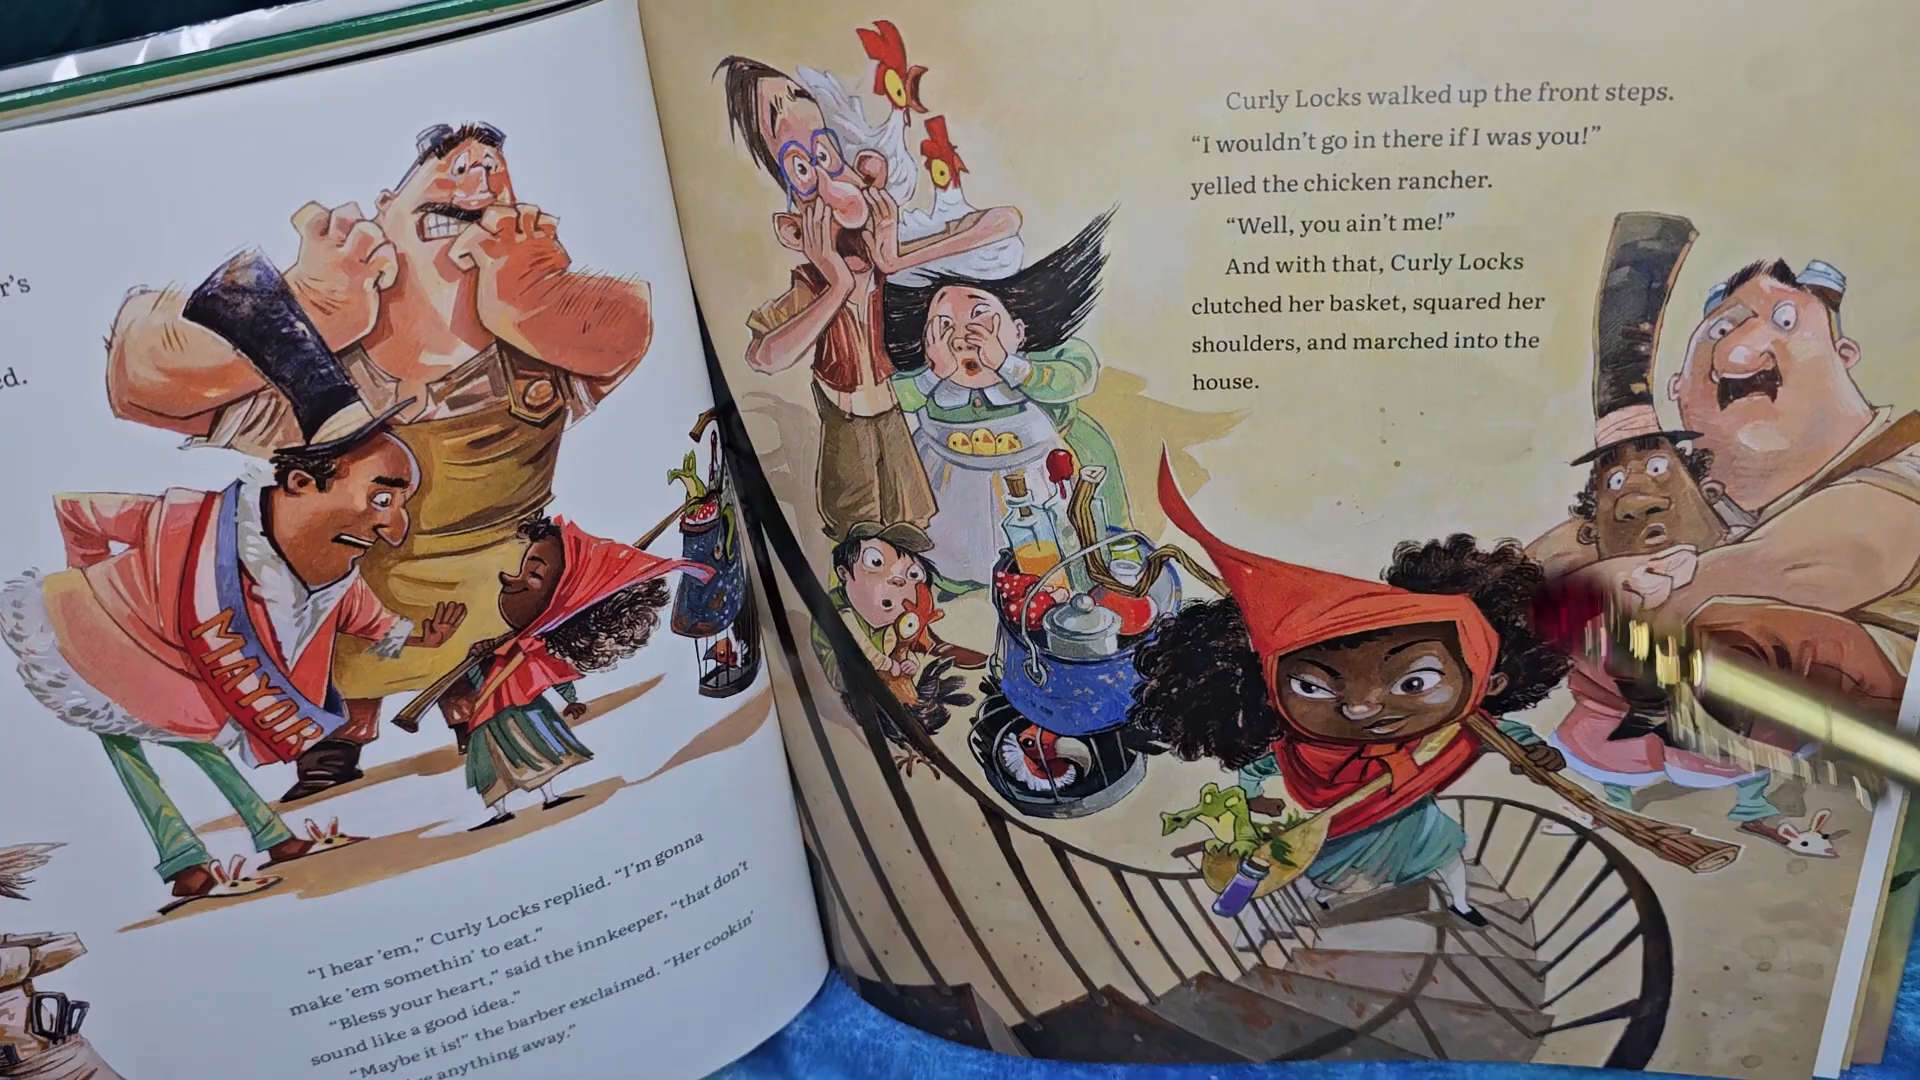 r's
ed.
MAYOR
"I hear 'em," Curly Locks replied. "I'm gonna
make 'em somethin' to eat."
"Bless your heart," said the innkeeper, "that don't
sound like a good idea."
"Maybe it is!" the barber exclaimed. "Her cookin'
anything away."
Curly Locks walked up the front steps.
"I wouldn't go in there if I was you!"
yelled the chicken rancher.
"Well, you ain't me!"
And with that, Curly Locks
clutched her basket, squared her
shoulders, and marched into the
house.